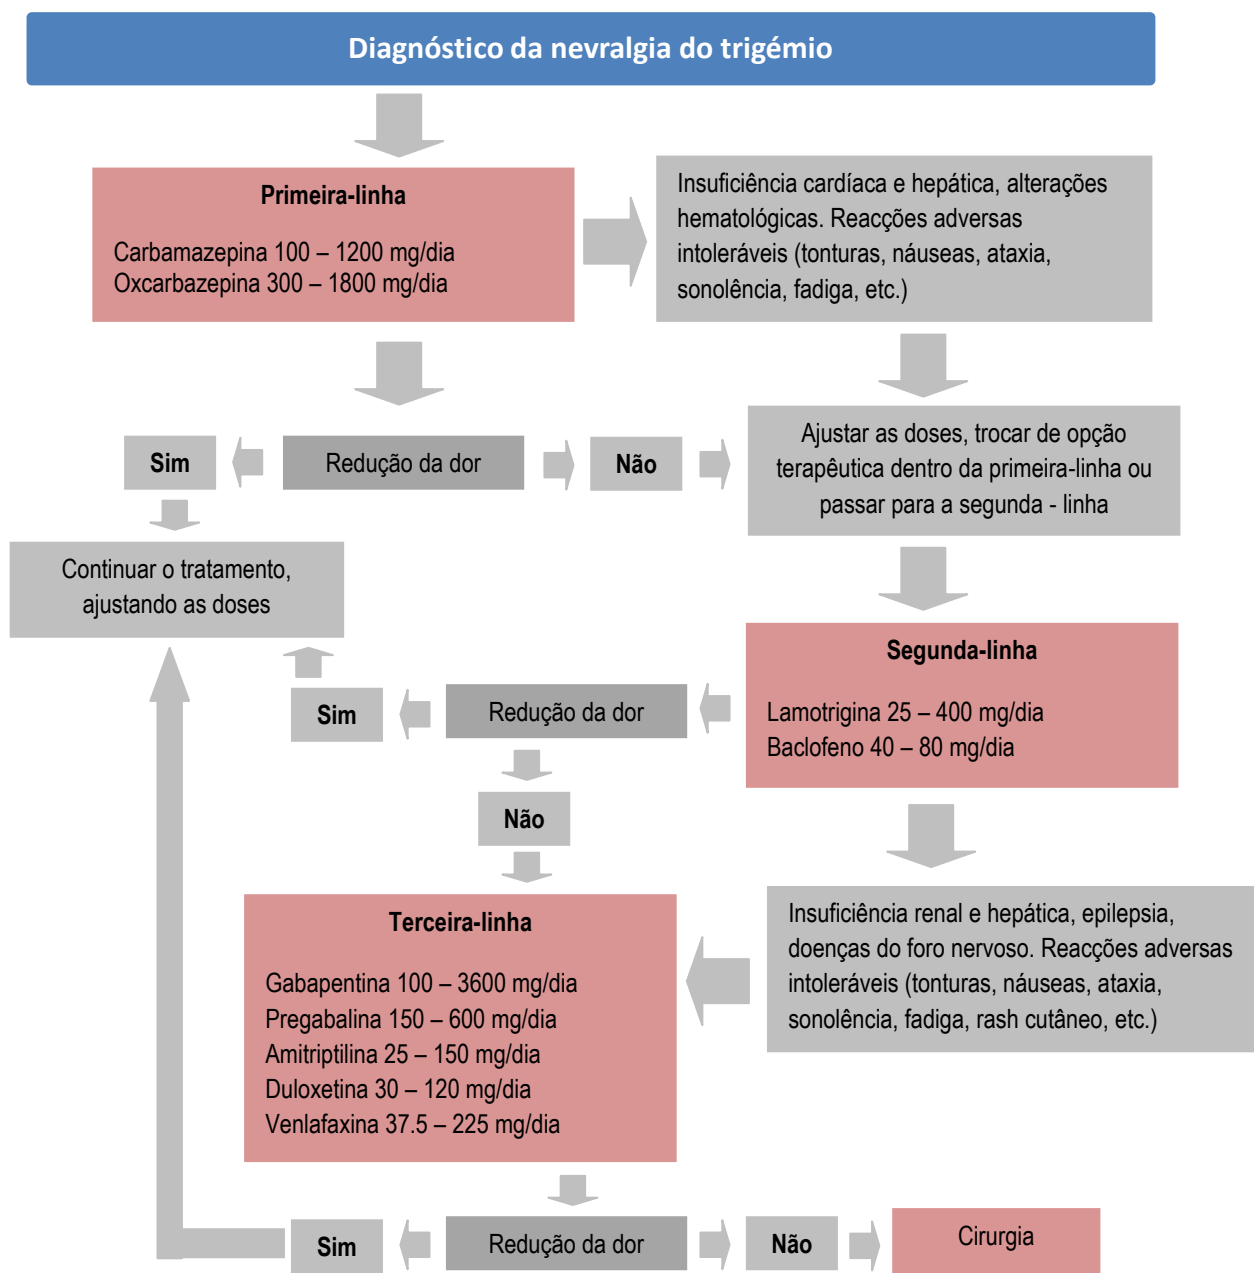 Diagnóstico da nevralgia do trigémio
Primeira-linha
Carbamazepina 100 – 1200 mg/dia
Oxcarbazepina 300 – 1800 mg/dia
Insuficiência cardíaca e hepática, alterações
hematológicas. Reacções adversas
intoleráveis (tonturas, náuseas, ataxia,
sonolência, fadiga, etc.)
Sim
Redução da dor
Não
Ajustar as doses, trocar de opção
terapêutica dentro da primeira-linha ou
passar para a segunda - linha
Continuar o tratamento,
ajustando as doses
Segunda-linha
Lamotrigina 25 – 400 mg/dia
Baclofeno 40 – 80 mg/dia
Sim
Redução da dor
Não
Insuficiência renal e hepática, epilepsia,
doenças do foro nervoso. Reacções adversas
intoleráveis (tonturas, náuseas, ataxia,
sonolência, fadiga, rash cutâneo, etc.)
Terceira-linha
Gabapentina 100 – 3600 mg/dia
Pregabalina 150 – 600 mg/dia
Amitriptilina 25 – 150 mg/dia
Duloxetina 30 – 120 mg/dia
Venlafaxina 37.5 – 225 mg/dia
Sim
Redução da dor
Não
Cirurgia